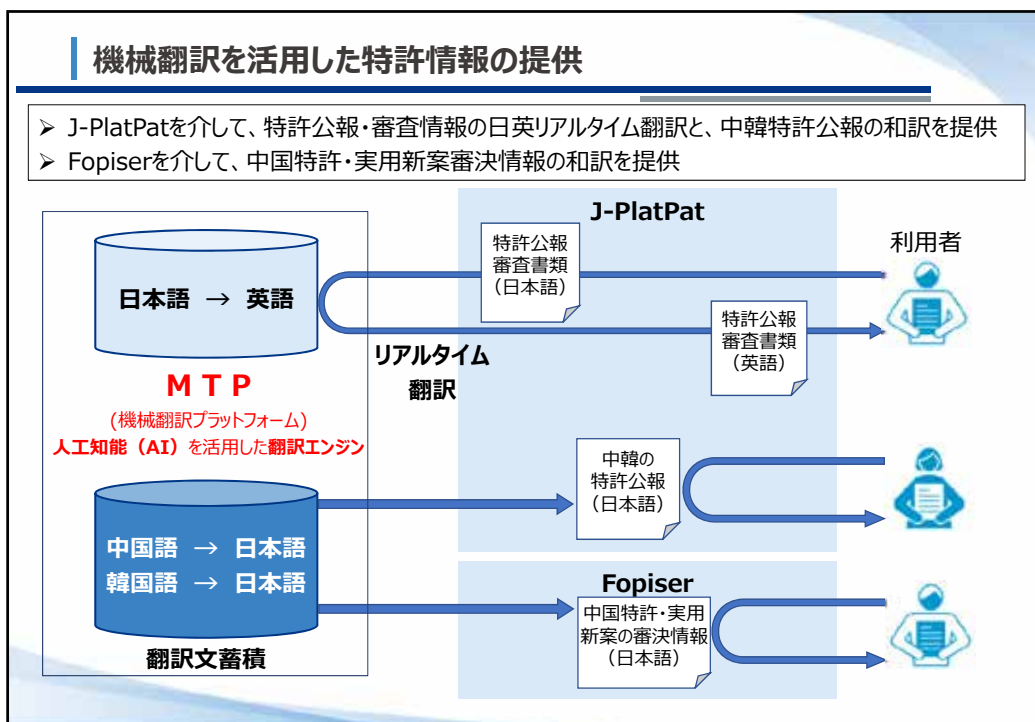 機械翻訳を活用した特許情報の提供
➢ J-PlatPatを介して、特許公報・審査情報の日英リアルタイム翻訳と、中韓特許公報の和訳を提供
➢ Fopiserを介して、中国特許・実用新案審決情報の和訳を提供
J-PlatPat
利用者
特許公報
審査書類
(日本語)
日本語 → 英語
特許公報
審査書類
(英語)
リアルタイム
翻訳
ＭＴＰ
(機械翻訳プラットフォーム)
人工知能（AI）を活用した翻訳エンジン
中韓の
特許公報
(日本語)
中国語 → 日本語
韓国語 → 日本語
Fopiser
中国特許・実用
新案の審決情報
(日本語)
翻訳文蓄積